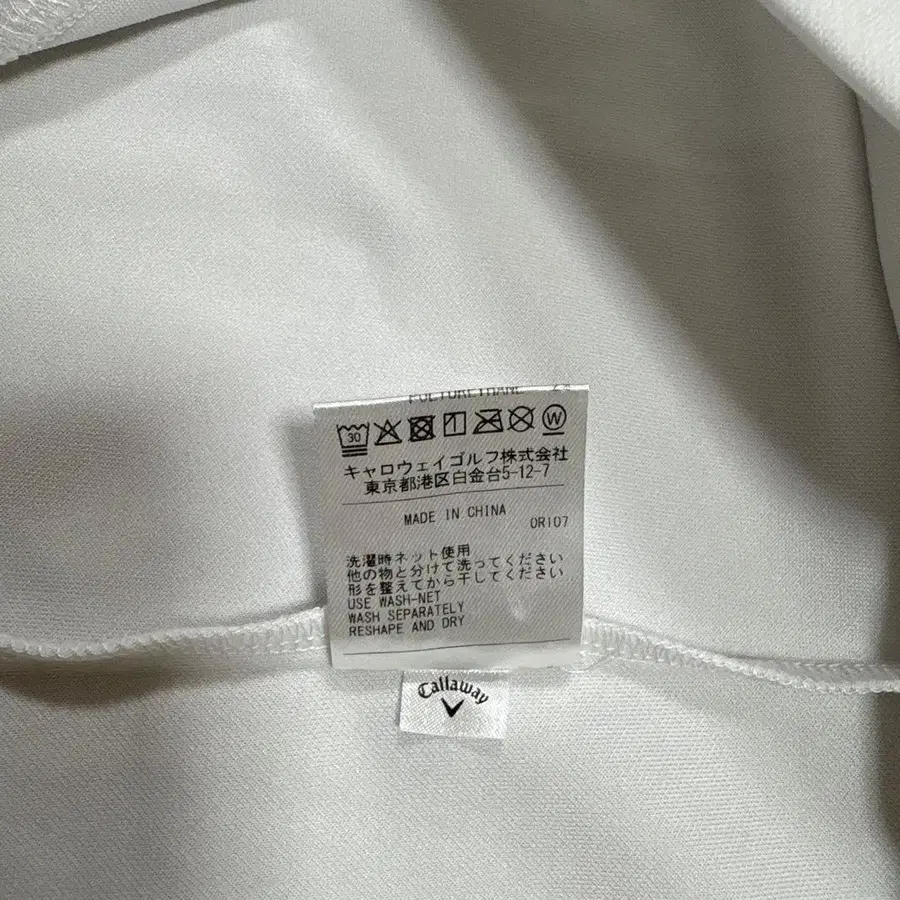 POLYURETHANE
30 W
キャロウェイゴルフ株式会社
東京都港区白金台5-12-7
MADE IN CHINA
0RI07
洗濯時ネット使用
他の物と分けて洗ってください
形を整えてから干してください
USE WASH-NET
WASH SEPARATELY
RESHAPE AND DRY
Callaway